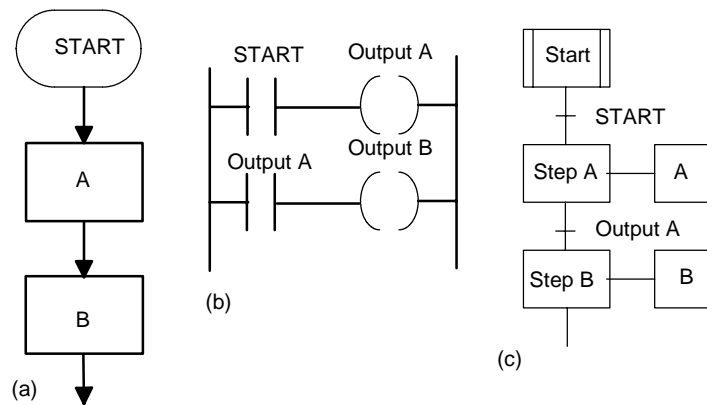 START
A
B
(a)
START
Output A
Output A
Output B
(b)
Start
START
Step A
A
Output A
Step B
B
(c)